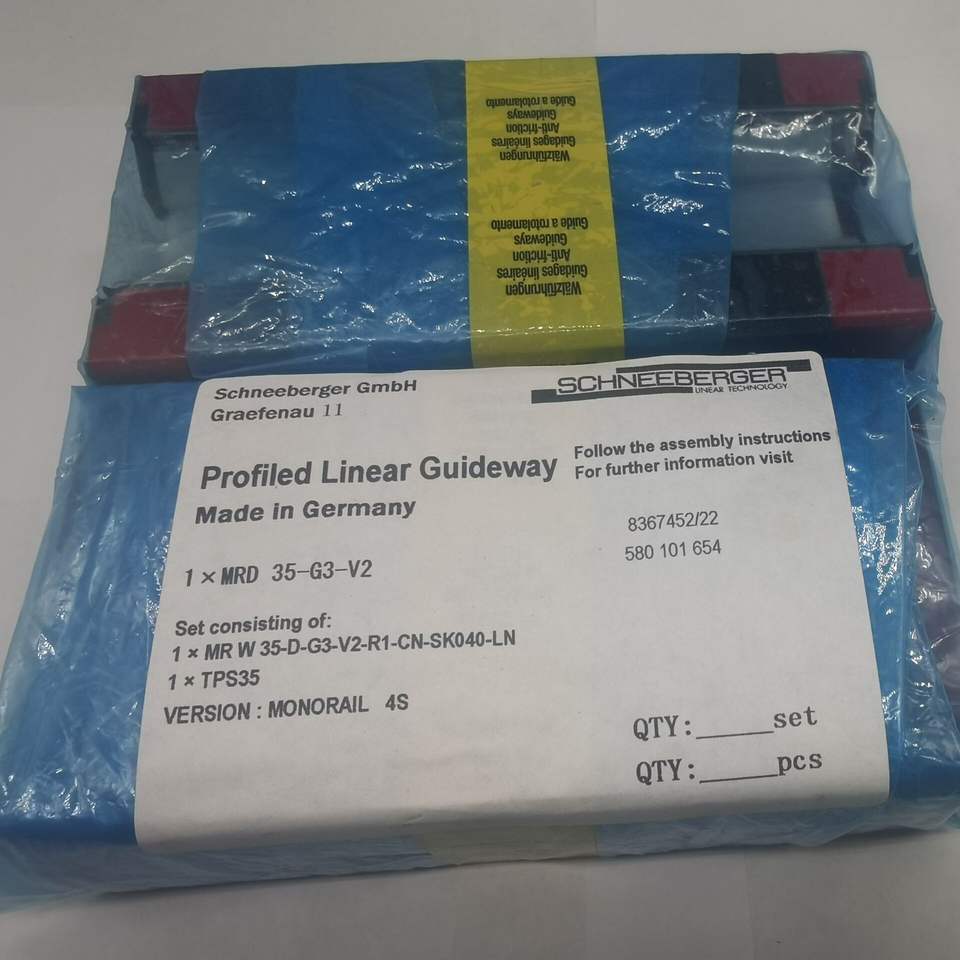 Guide a rotolamento
Guideways
Anti-friction
Guidages linéaires
Wälzführungen
Guide a rotolamento
Guideways
Anti-friction
Guidages linéaires
Wälzführungen
Schneeberger GmbH
Graefenau 11
SCHNEEBERGER
LINEAR TECHNOLOGY
Profiled Linear Guideway
Made in Germany
Follow the assembly instructions
For further information visit
8367452/22
580 101 654
1 × MRD 35-G3-V2
Set consisting of:
1 × MR W 35-D-G3-V2-R1-CN-SK040-LN
1 × TPS35
VERSION : MONORAIL 4S
QTY:_____set
QTY:_____pcs